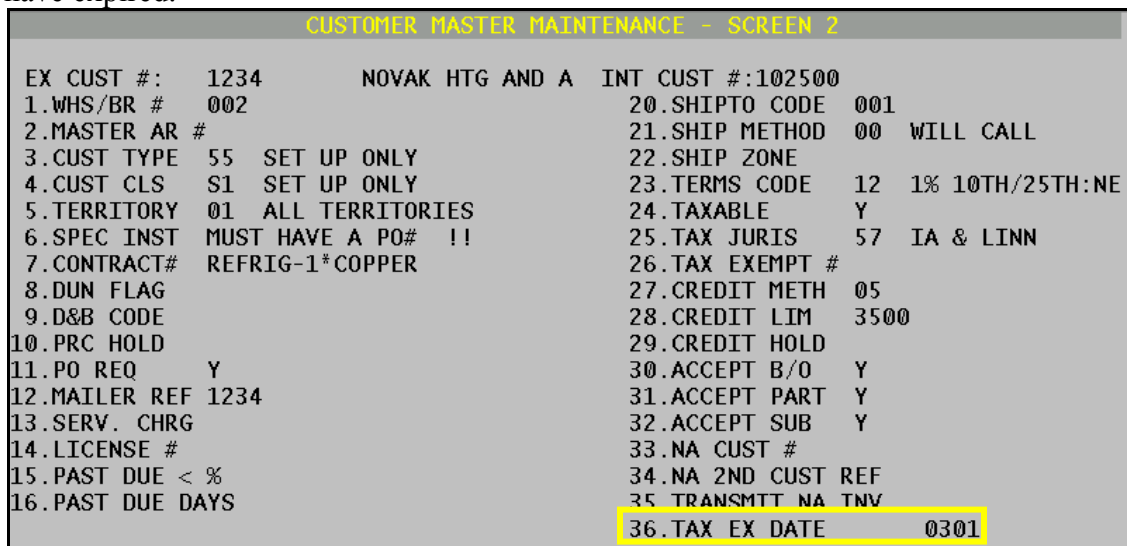 have expired.
CUSTOMER MASTER MAINTENANCE - SCREEN 2
EX CUST #: 1234 NOVAK HTG AND A INT CUST #:102500
1.WHS/BR # 002 20.SHIPTO CODE 001
2.MASTER AR # 21.SHIP METHOD 00 WILL CALL
3.CUST TYPE 55 SET UP ONLY 22.SHIP ZONE
4.CUST CLS S1 SET UP ONLY 23.TERMS CODE 12 1% 10TH/25TH:NE
5.TERRITORY 01 ALL TERRITORIES 24.TAXABLE Y
6.SPEC INST MUST HAVE A PO# !! 25.TAX JURIS 57 IA & LINN
7.CONTRACT# REFRIG-1*COPPER 26.TAX EXEMPT #
8.DUN FLAG 27.CREDIT METH 05
9.D&B CODE 28.CREDIT LIM 3500
10.PRC HOLD 29.CREDIT HOLD
11.PO REQ Y 30.ACCEPT B/O Y
12.MAILER REF 1234 31.ACCEPT PART Y
13.SERV. CHRG 32.ACCEPT SUB Y
14.LICENSE # 33.NA CUST #
15.PAST DUE < % 34.NA 2ND CUST REF
16.PAST DUE DAYS 35.TRANSMIT NA INV
36.TAX EX DATE 0301